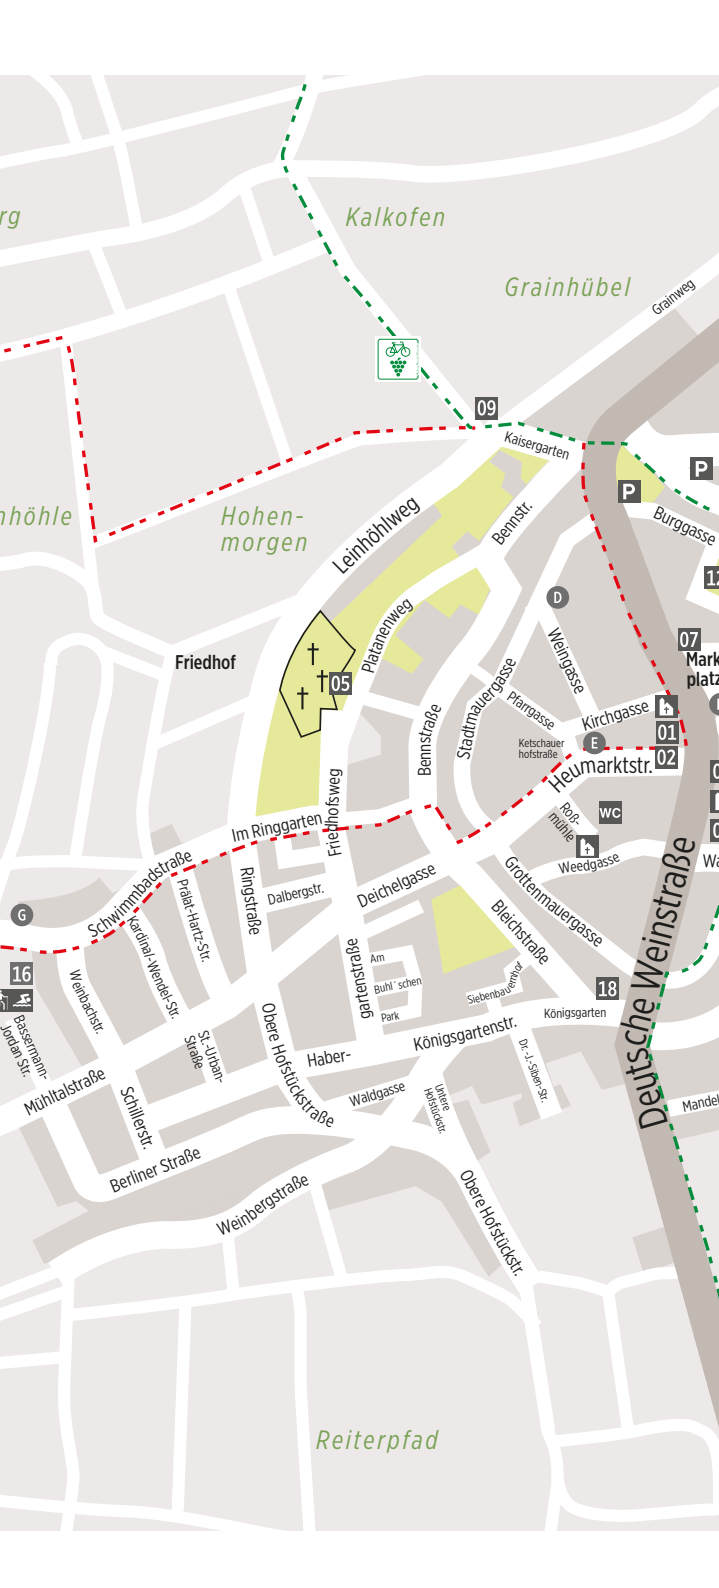 rg
Kalkofen
Grainhübel
Grainweg
09
Kaisergarten
P
P
nhöhle
Hohen-
morgen
Leinhöhlweg
Bennstr.
Burggasse
12
D
Platanenweg
Weingasse
07
Mark
platz
Friedhof
05
Stadtmauergasse
Pfarrgasse
Kirchgasse
01
02
Bennstraße
Ketschauer
hofstraße
E
Heumarktstr.
Friedhofsweg
Roß-
mühle
WC
Im Ringgarten
Weedgasse
Wa
Schwimmbadstraße
Ringstraße
Dalbergstr.
Deichelgasse
Grottenmauergasse
Prälat-Hartz-Str.
Kardinal-Wendel-Str.
Bleichstraße
G
16
Weinbachstr.
gartenstraße
Am
Buhl´schen
Park
Siebenbauernhof
18
Königsgarten
Deutsche Weinstraße
Bassermann-
Jordan Str.
St.-Urban-
Straße
Obere Hofstückstraße
Haber-
Königsgartenstr.
Dr.-J.-Siben-Str.
Mühltalstraße
Schillerstr.
Waldgasse
Untere
Hofstückstr.
Mandel
Berliner Straße
Weinbergstraße
Obere Hofstückstr.
Reiterpfad